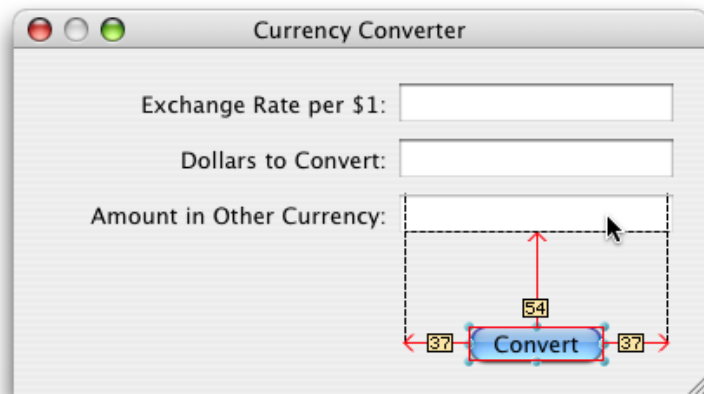 Currency Converter
Exchange Rate per $1:
Dollars to Convert:
Amount in Other Currency:
54
37 Convert 37